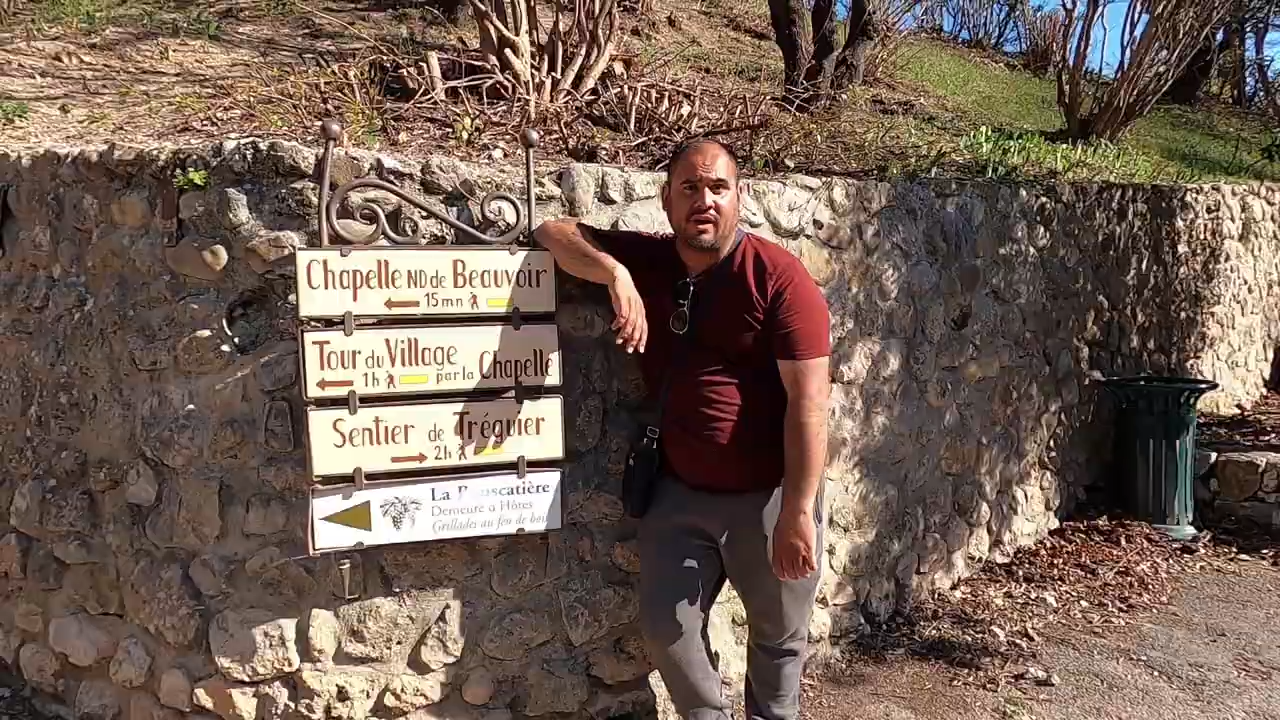 Chapelle ND de Beauvoir
15mn
Tour du Village
1h par la Chapelle
Sentier de Tréguier
2h
La
Demeure d'Hôtes
Grillades au feu de